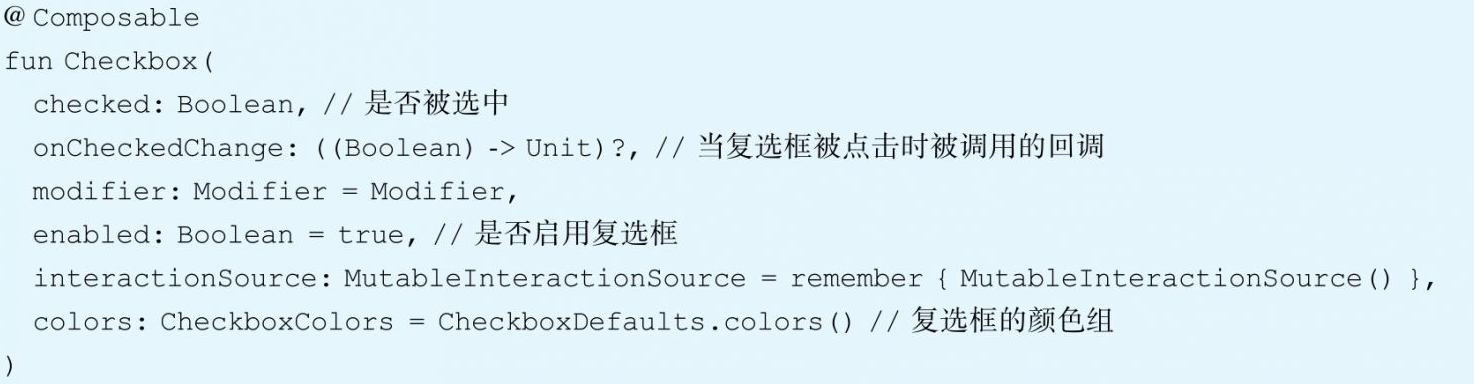 @ Composable
fun Checkbox(
  checked: Boolean, // 是否被选中
  onCheckedChange: ((Boolean) -> Unit)?, // 当复选框被点击时被调用的回调
  modifier: Modifier = Modifier,
  enabled: Boolean = true, // 是否启用复选框
  interactionSource: MutableInteractionSource = remember { MutableInteractionSource() },
  colors: CheckboxColors = CheckboxDefaults.colors() // 复选框的颜色组
)